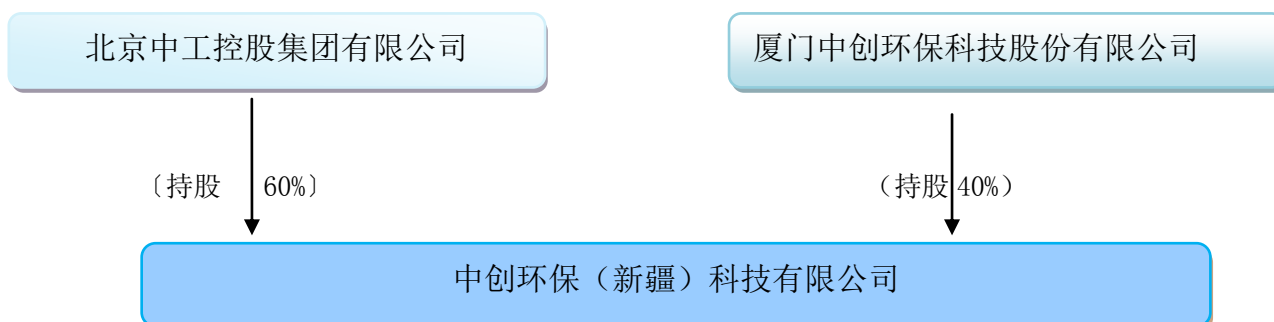 北京中工控股集团有限公司
厦门中创环保科技股份有限公司
〔持股 60%〕
（持股 40%）
中创环保（新疆）科技有限公司